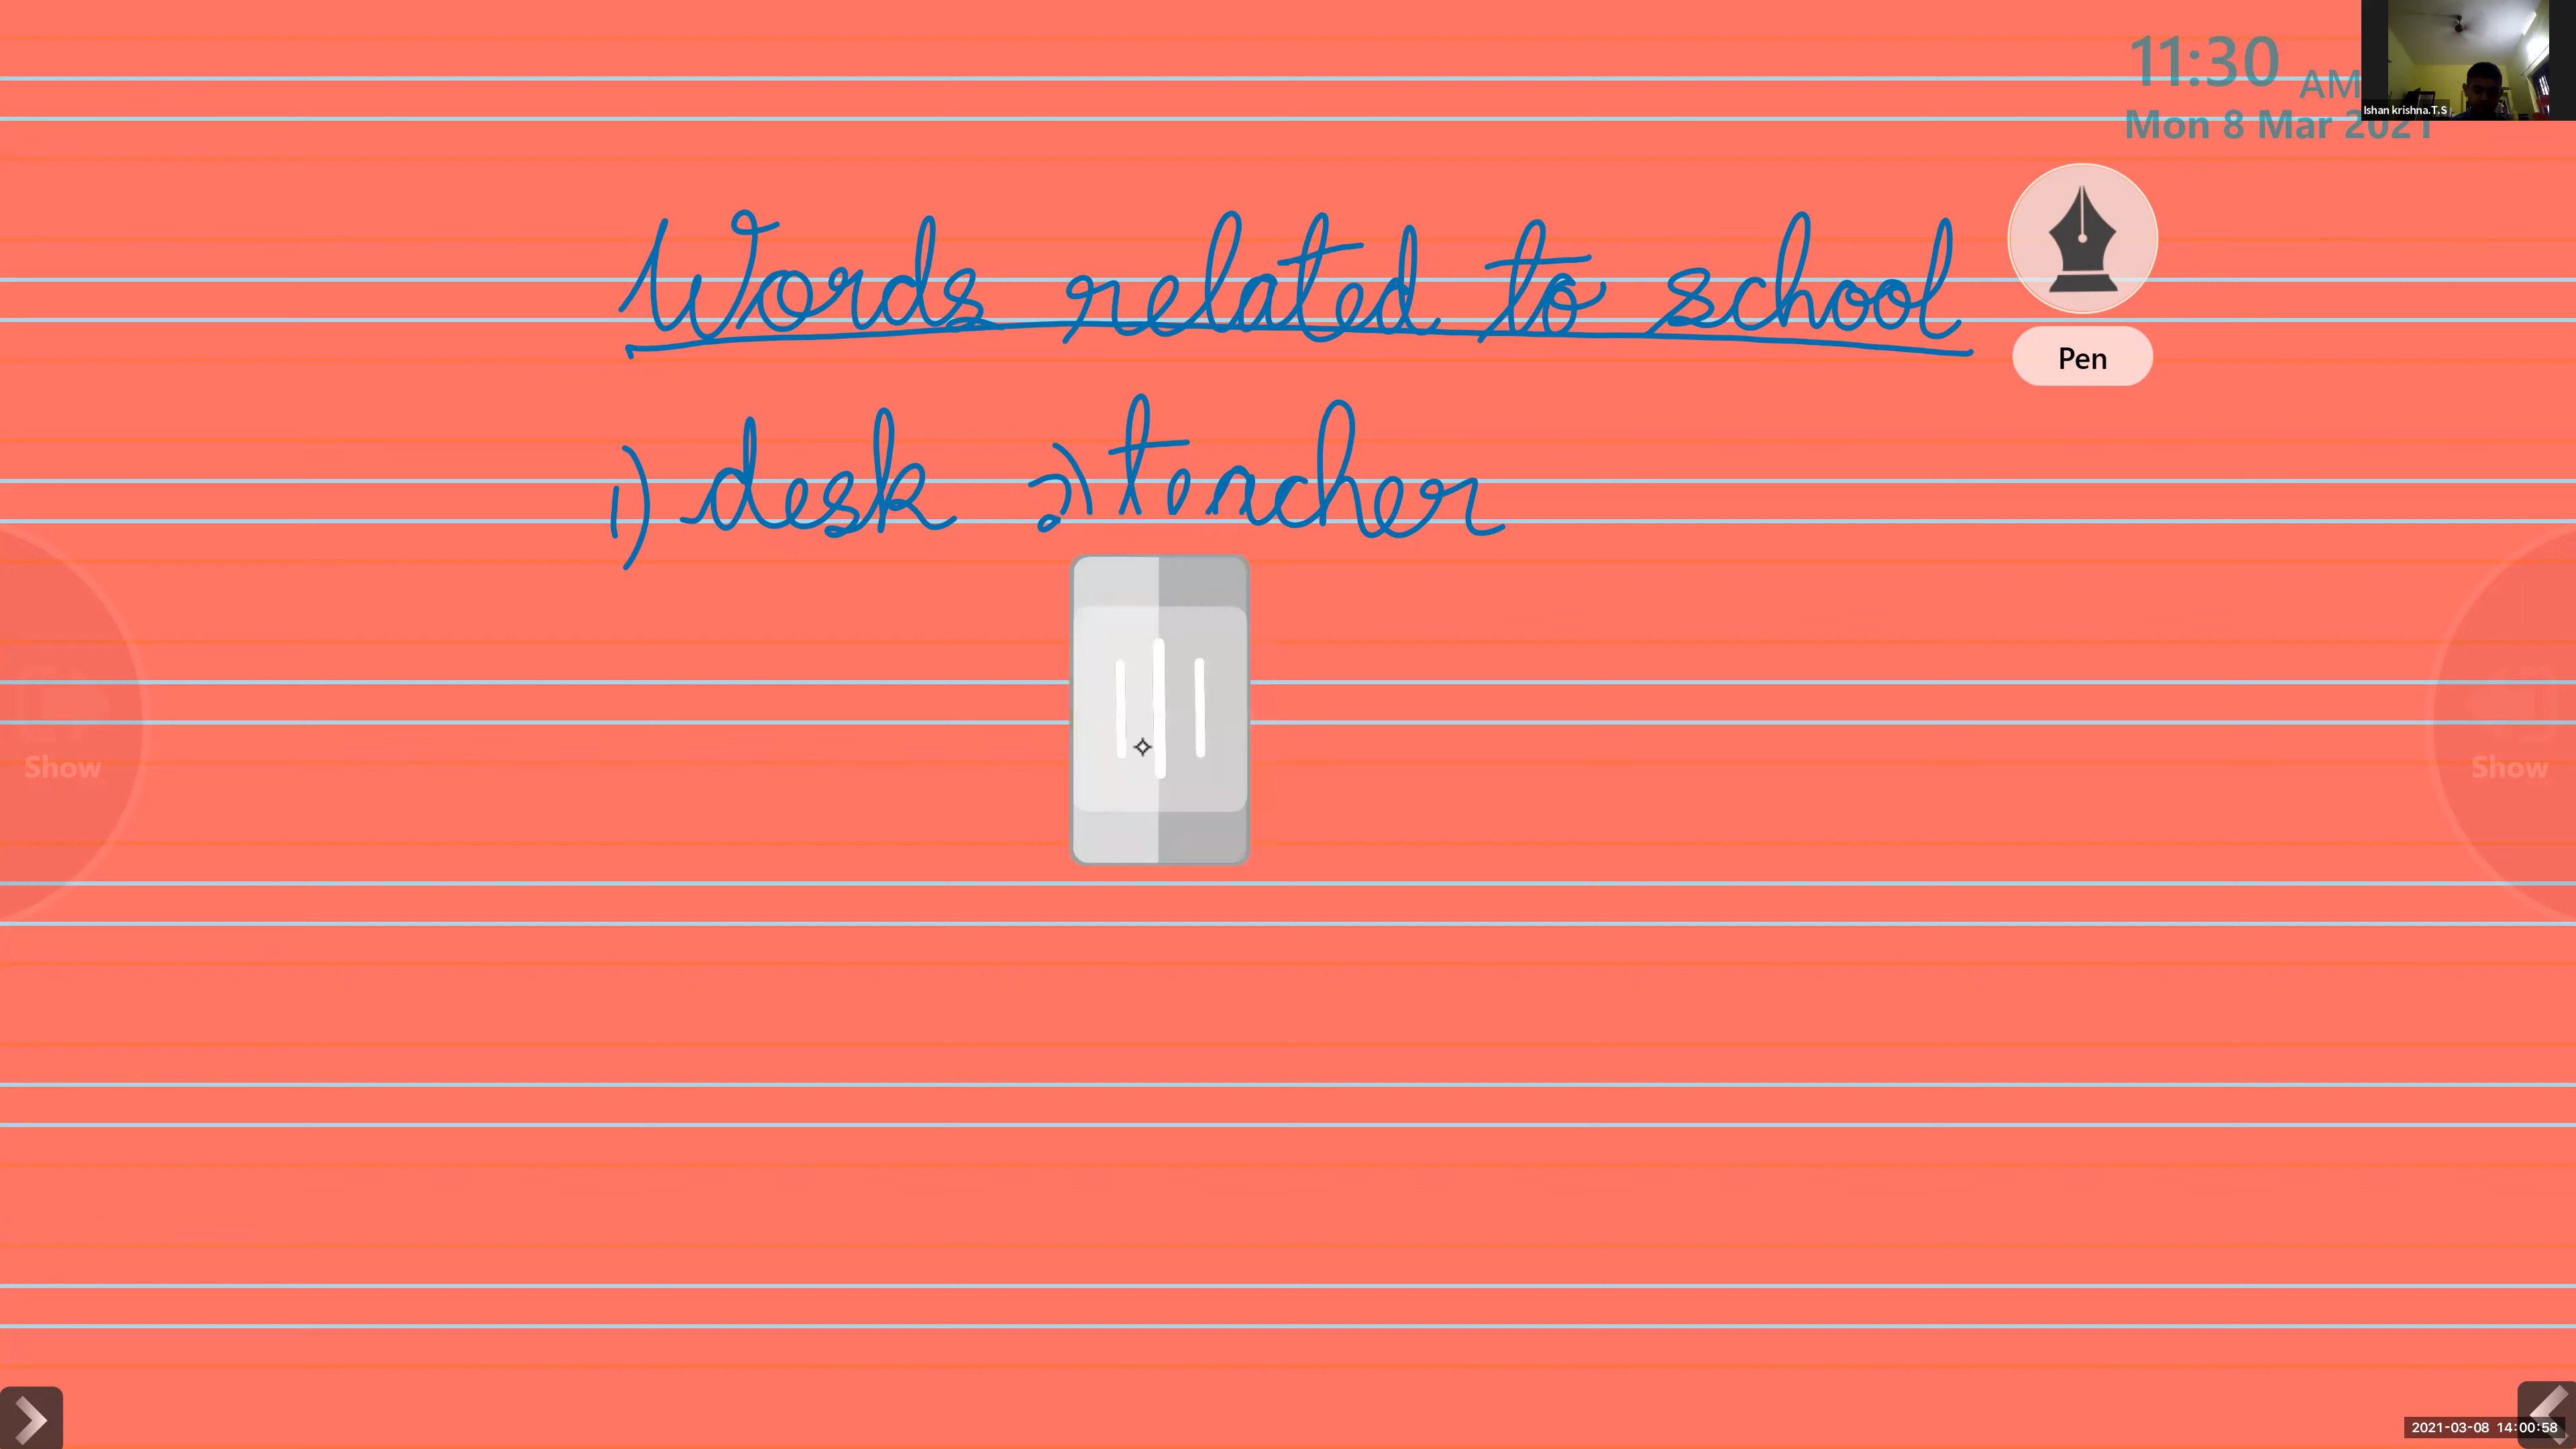 11:30 AM
Ishan krishna.T.S
Mon 8 Mar 2021
Words related to school
Pen
1) desk 2) teacher
Show Show
2021-03-08 14:00:58